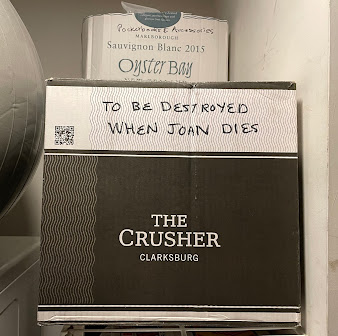 POCKETBOOKS & ACCESSORIES
MARLBOROUGH
Sauvignon Blanc 2015
Oyster Bay
TO BE DESTROYED
WHEN JOAN DIES
THE
CRUSHER
CLARKSBURG